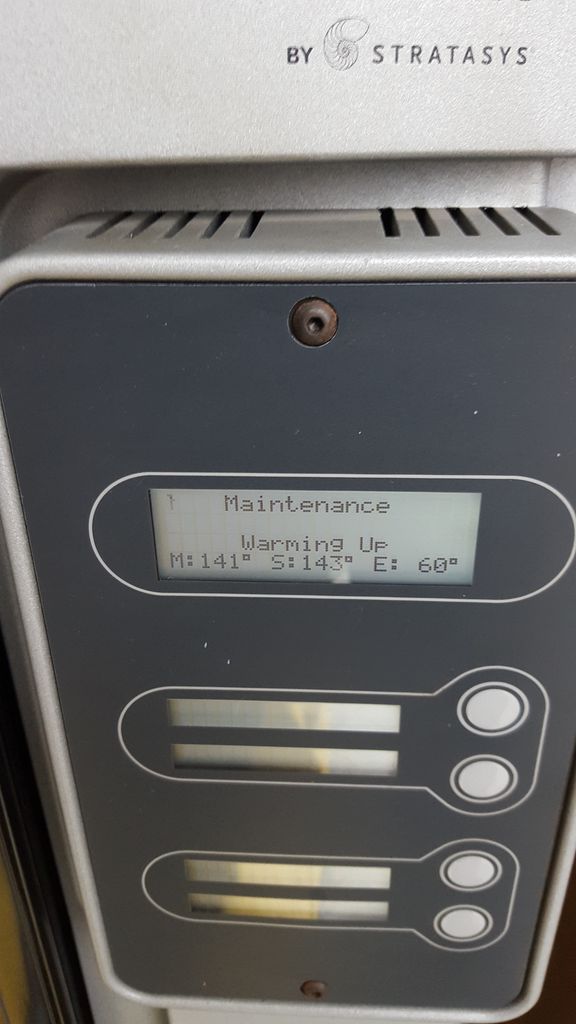 BY STRATASYS
Maintenance
Warming Up
M:141° S:143° E: 60°